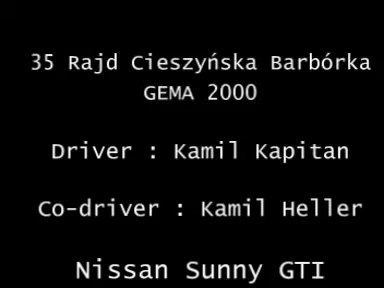 35 Rajd Cieszyńska Barbórka
GEMA 2000
Driver : Kamil Kapitan
Co-driver : Kamil Heller
Nissan Sunny GTI